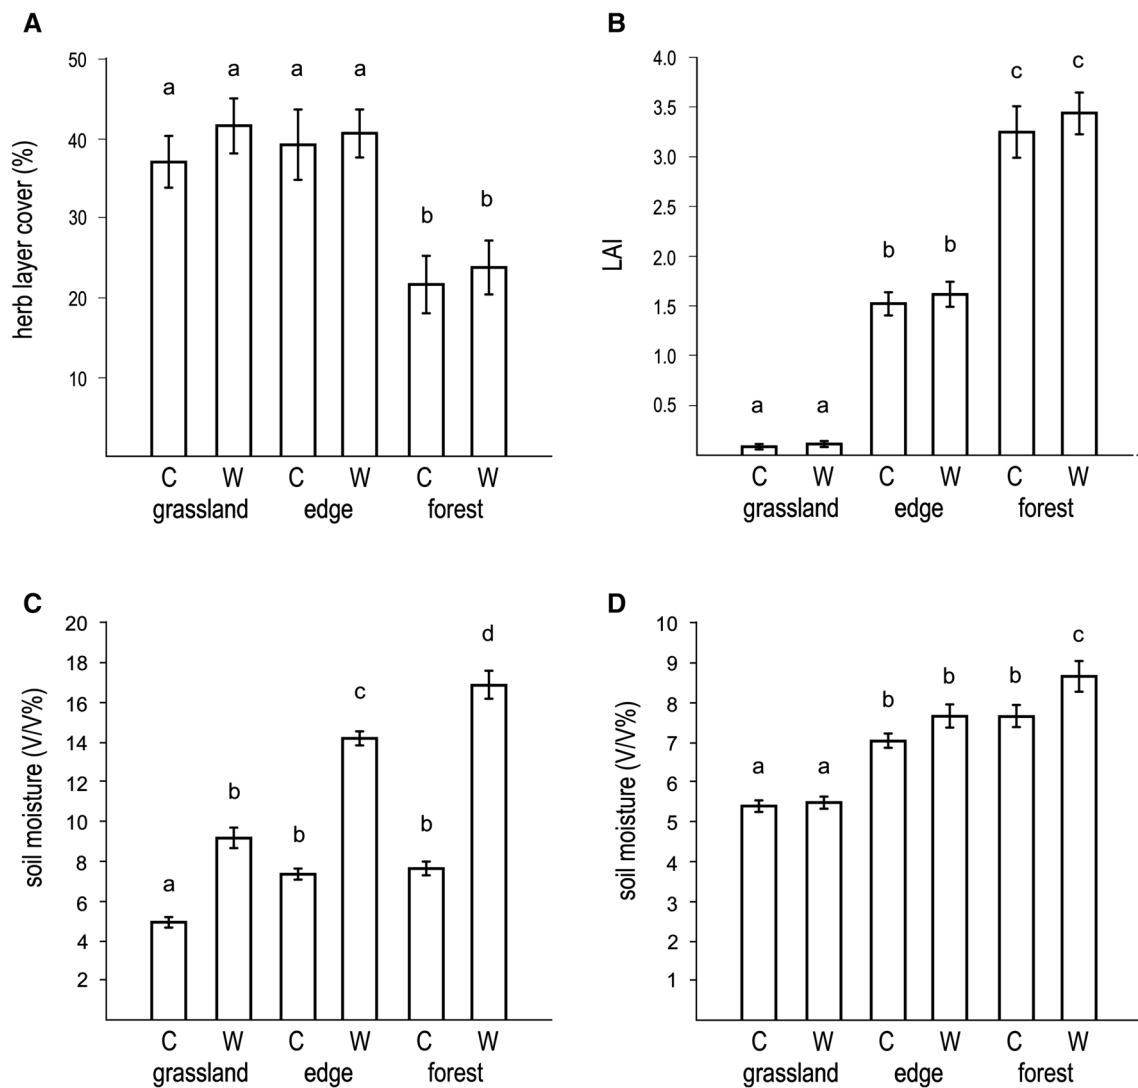 A
herb layer cover (%)
50
40
30
20
10
a
a
a
a
b
b
C W C W C W
grassland edge forest
B
LAI
4.0
3.5
3.0
2.5
2.0
1.5
1.0
0.5
a
a
b
b
c
c
C W C W C W
grassland edge forest
C
soil moisture (V/V%)
20
18
16
14
12
10
8
6
4
2
a
b
b
c
b
d
C W C W C W
grassland edge forest
D
soil moisture (V/V%)
10
9
8
7
6
5
4
3
2
1
a
a
b
b
b
c
C W C W C W
grassland edge forest